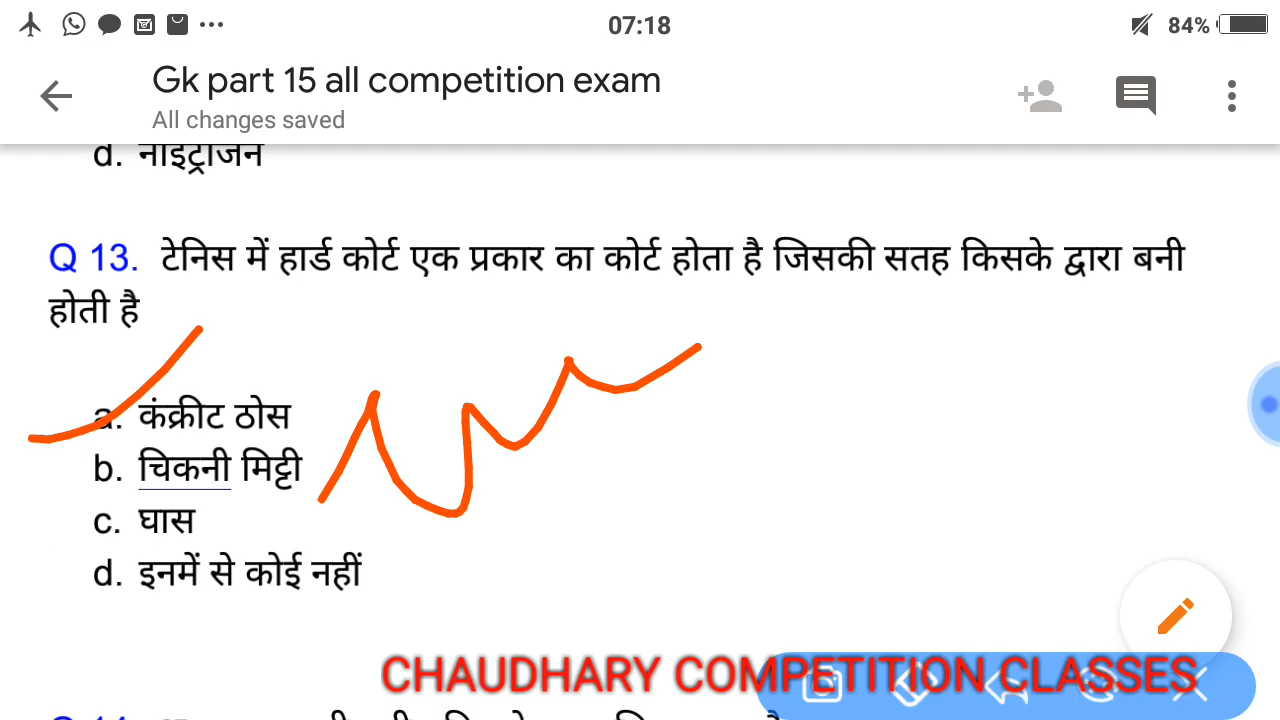 07:18
84%
Gk part 15 all competition exam
All changes saved
d. नाइट्रोजन
Q 13. टेनिस में हार्ड कोर्ट एक प्रकार का कोर्ट होता है जिसकी सतह किसके द्वारा बनी
होती है
a. कंक्रीट ठोस
b. चिकनी मिट्टी
c. घास
d. इनमें से कोई नहीं
CHAUDHARY COMPETITION CLASSES